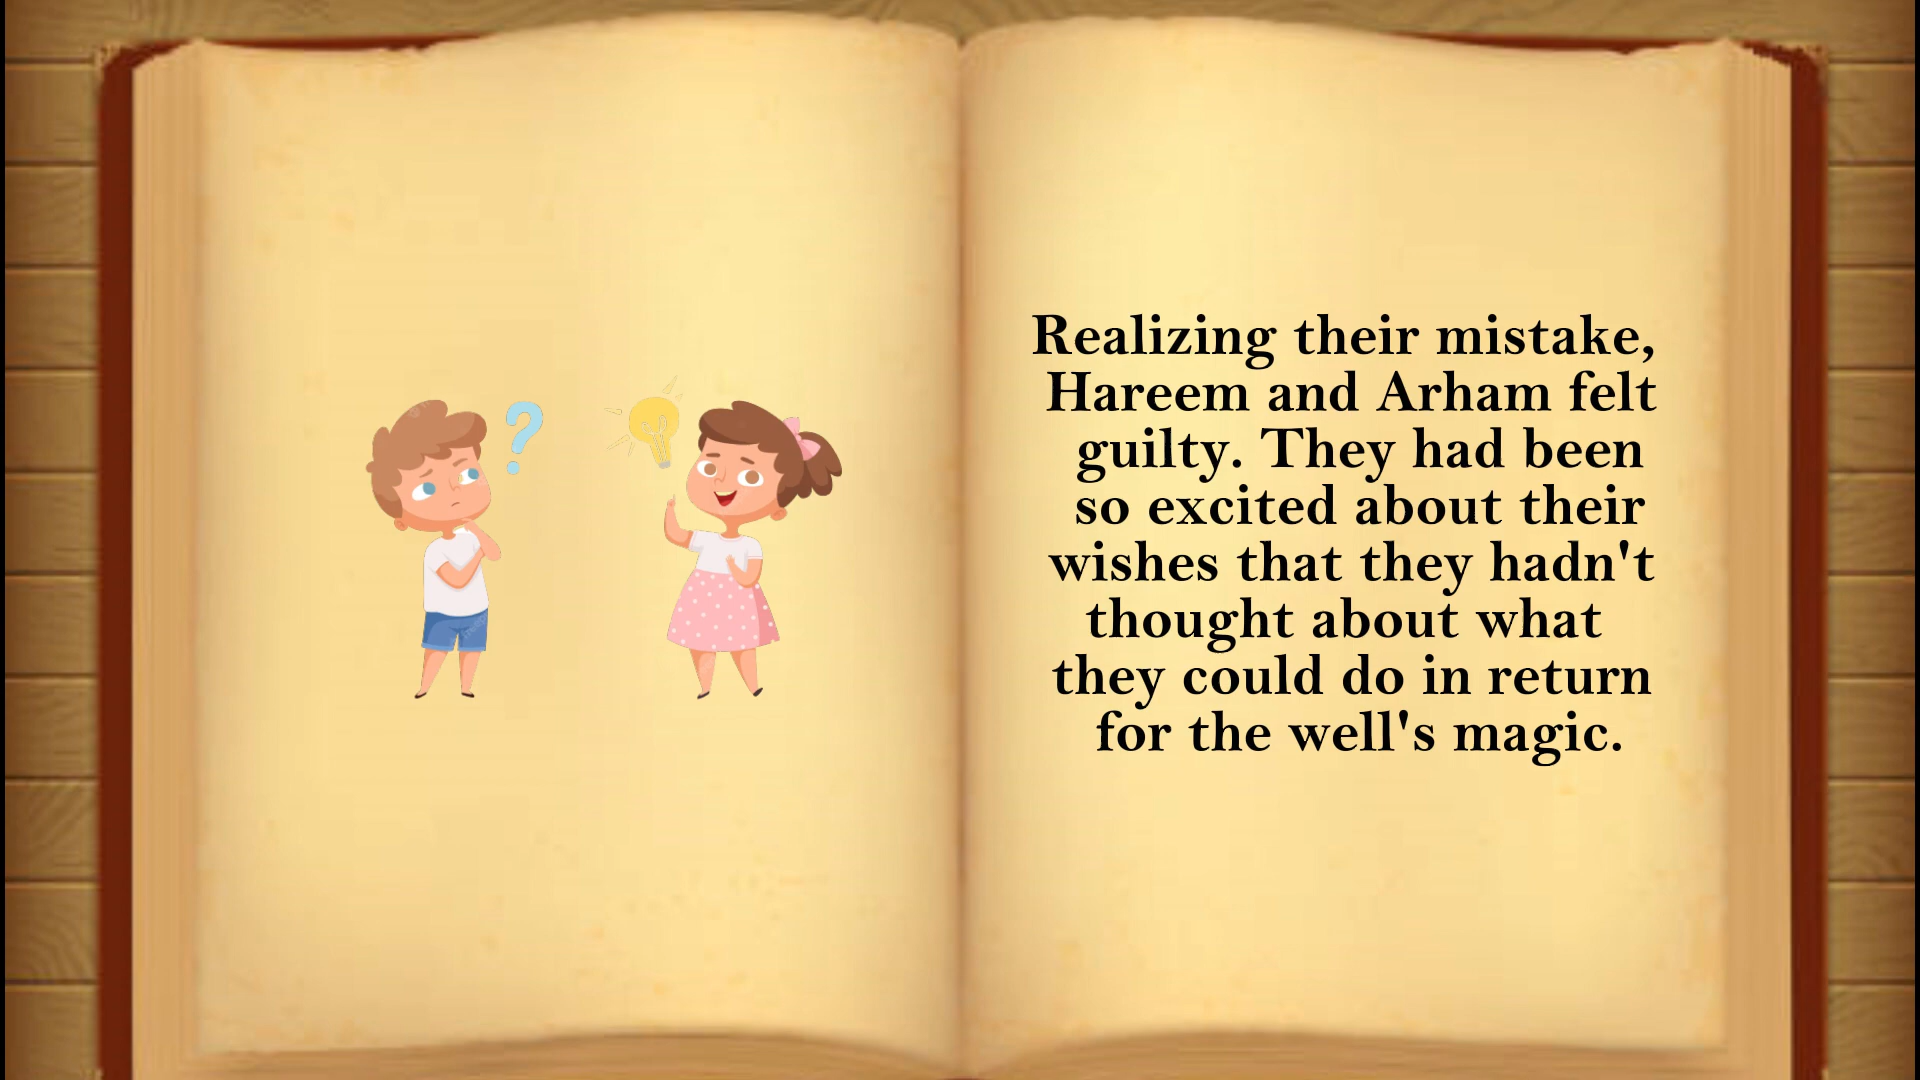 Realizing their mistake,
Hareem and Arham felt
guilty. They had been
so excited about their
wishes that they hadn't
thought about what
they could do in return
for the well's magic.